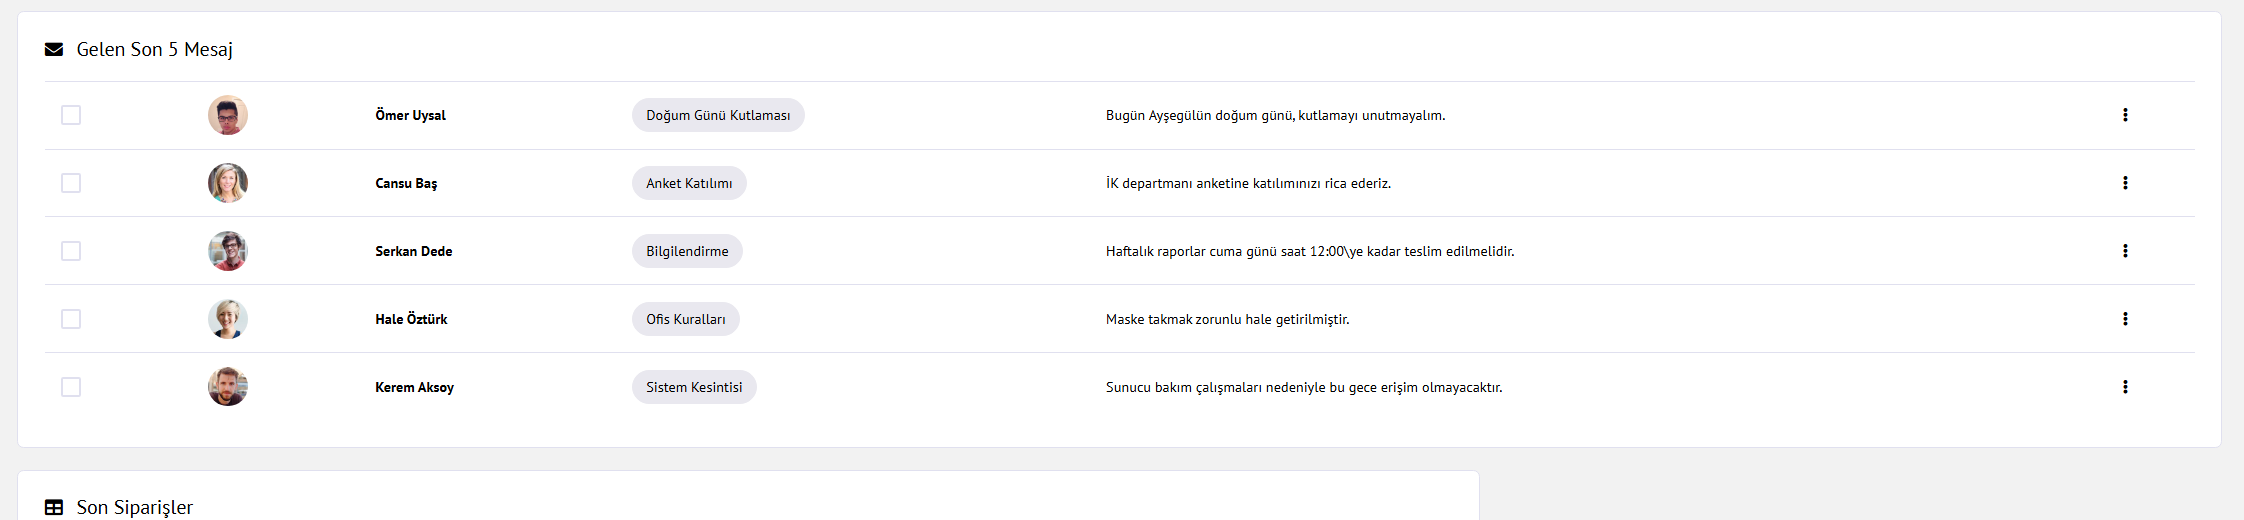 Gelen Son 5 Mesaj
Ömer Uysal Doğum Günü Kutlaması Bugün Ayşegülün doğum günü, kutlamayı unutmayalım.
Cansu Baş Anket Katılımı İK departmanı anketine katılımınızı rica ederiz.
Serkan Dede Bilgilendirme Haftalık raporlar cuma günü saat 12:00\ye kadar teslim edilmelidir.
Hale Öztürk Ofis Kuralları Maske takmak zorunlu hale getirilmiştir.
Kerem Aksoy Sistem Kesintisi Sunucu bakım çalışmaları nedeniyle bu gece erişim olmayacaktır.
Son Siparişler